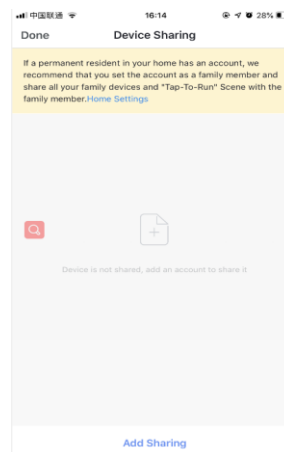 中国联通 16:14 28%
Done Device Sharing
If a permanent resident in your home has an account, we
recommend that you set the account as a family member and
share all your family devices and "Tap-To-Run" Scene with the
family member.Home Settings
Device is not shared, add an account to share it
Add Sharing